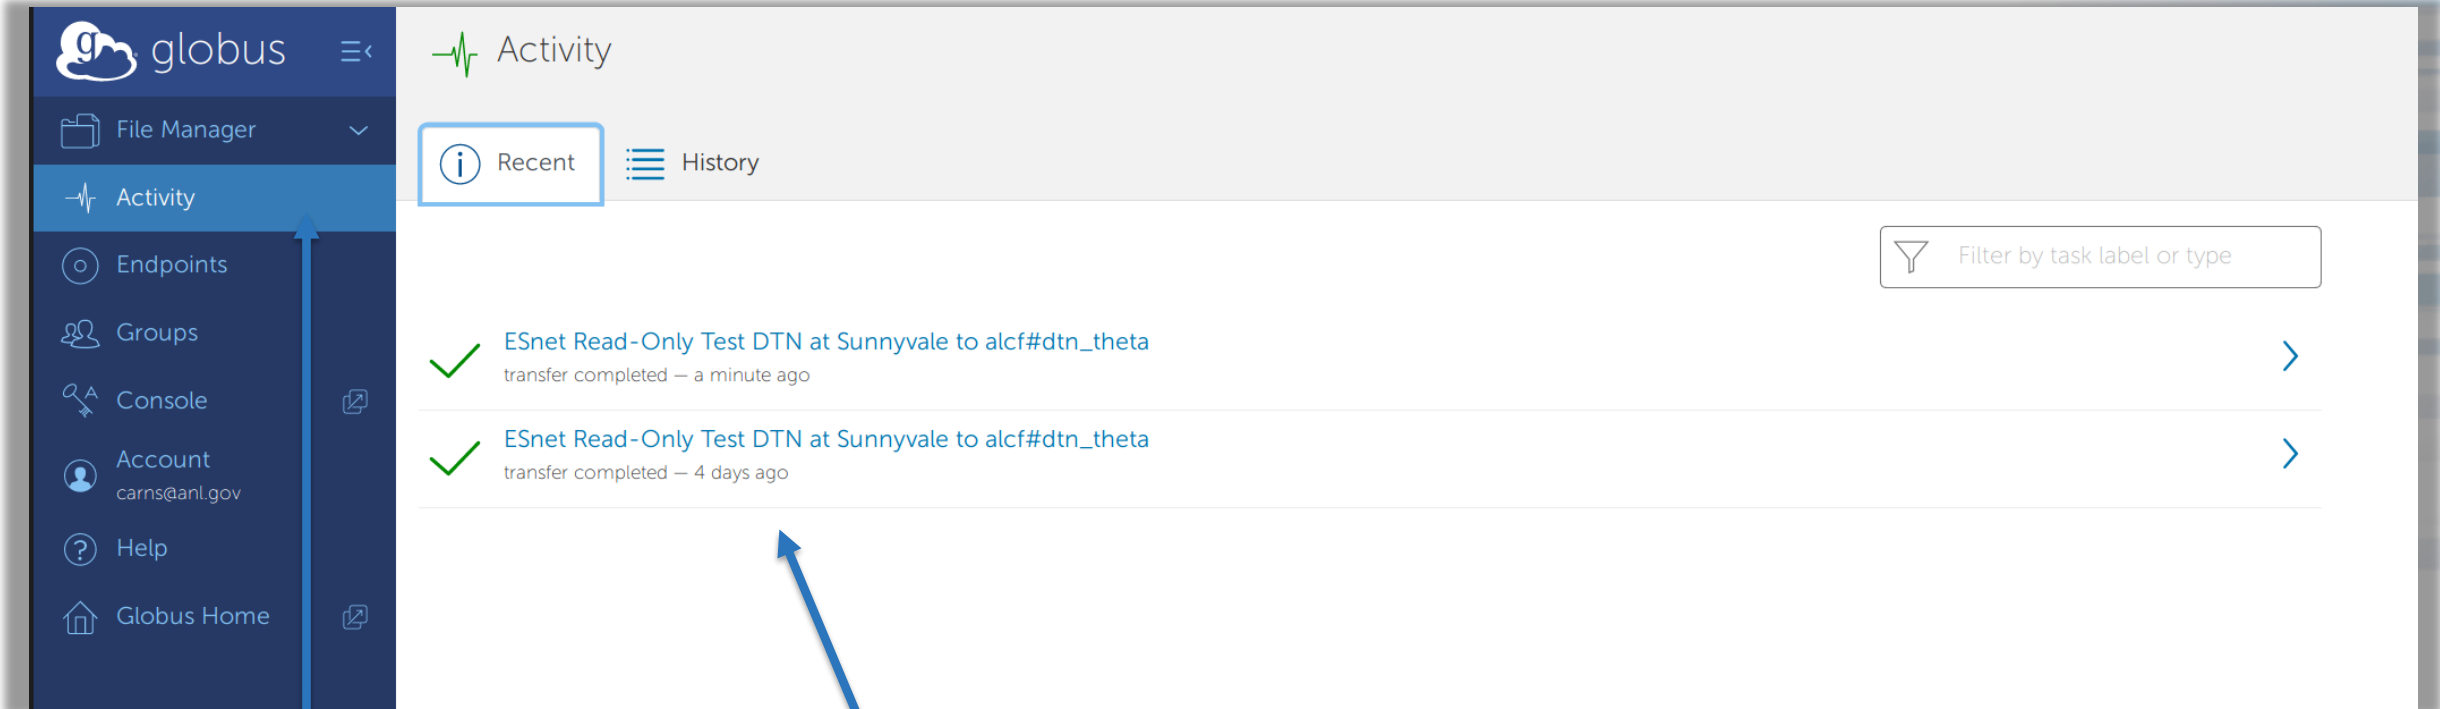 globus
File Manager
Activity
Endpoints
Groups
Console
Account
carns@anl.gov
Help
Globus Home
Activity
Recent
History
Filter by task label or type
ESnet Read-Only Test DTN at Sunnyvale to alcf#dtn_theta
transfer completed — a minute ago
ESnet Read-Only Test DTN at Sunnyvale to alcf#dtn_theta
transfer completed — 4 days ago